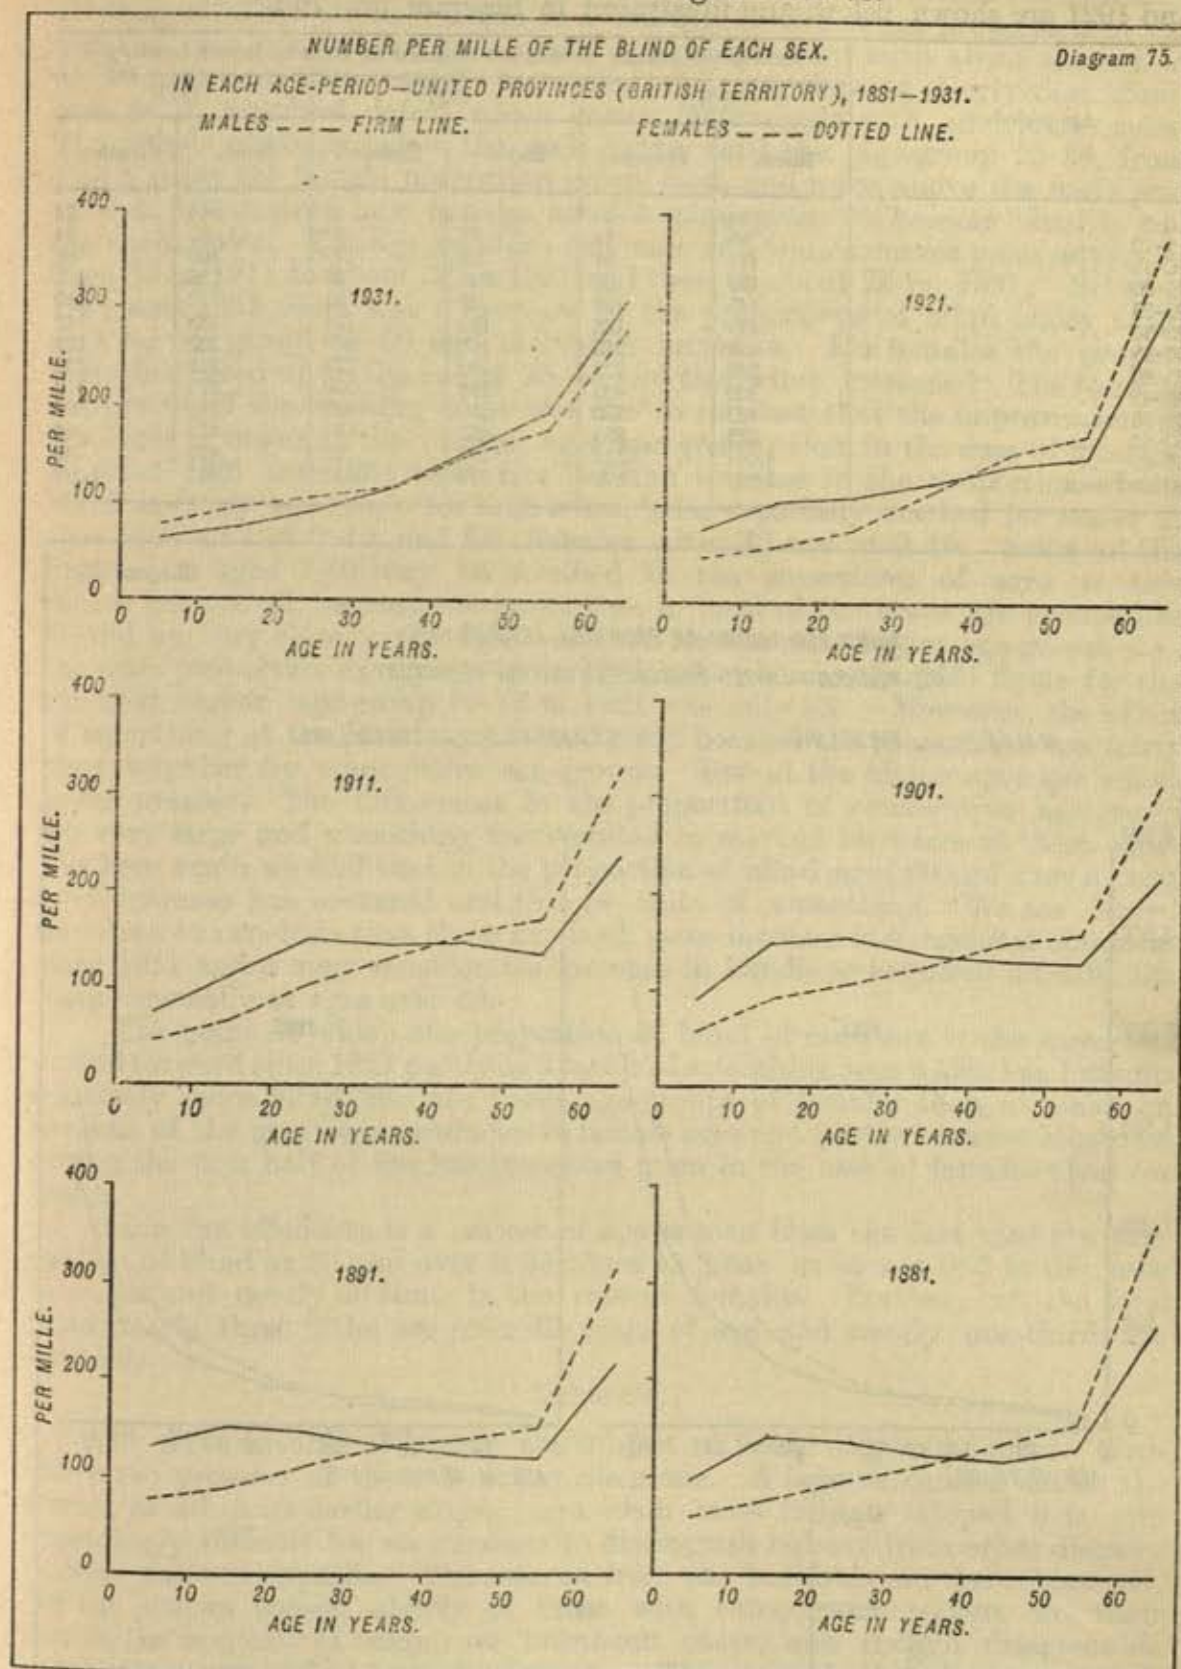 NUMBER PER MILLE OF THE BLIND OF EACH SEX.
Diagram 75.
IN EACH AGE-PERIOD—UNITED PROVINCES (BRITISH TERRITORY), 1881—1931.
MALES _ _ _ _ FIRM LINE. FEMALES _ _ _ _ DOTTED LINE.
PER MILLE.
400
300
200
100
0
1931.
0 10 20 30 40 50 60
AGE IN YEARS.
1921.
0 10 20 30 40 50 60
AGE IN YEARS.
PER MILLE.
400
300
200
100
0
1911.
0 10 20 30 40 50 60
AGE IN YEARS.
1901.
0 10 20 30 40 50 60
AGE IN YEARS.
PER MILLE.
400
300
200
100
0
1891.
0 10 20 30 40 50 60
AGE IN YEARS.
1881.
0 10 20 30 40 50 60
AGE IN YEARS.